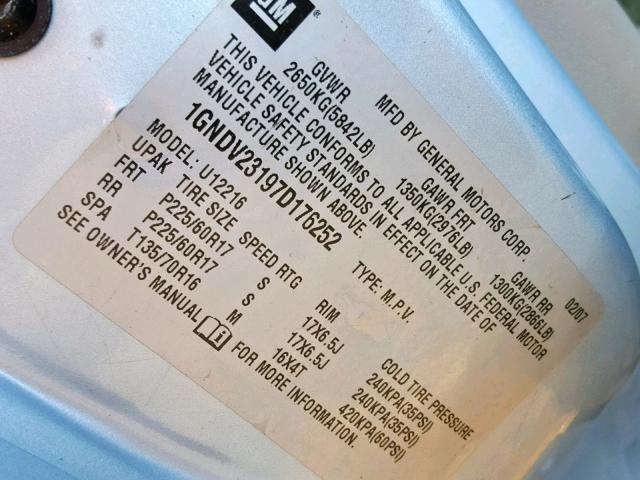 GM
MFD BY GENERAL MOTORS CORP. 02/07
GVWR GAWR FRT GAWR RR
2650KG(5842LB) 1350KG(2976LB) 1300KG(2866LB)
THIS VEHICLE CONFORMS TO ALL APPLICABLE U.S. FEDERAL MOTOR
VEHICLE SAFETY STANDARDS IN EFFECT ON THE DATE OF
MANUFACTURE SHOWN ABOVE.
1GNDV23197D176252 TYPE: M.P.V.
MODEL: U12216
UPAK TIRE SIZE SPEED RTG RIM COLD TIRE PRESSURE
FRT P225/60R17 S 17X6.5J 240KPA(35PSI)
RR P225/60R17 S 17X6.5J 240KPA(35PSI)
SPA T135/70R16 M 16X4T 420KPA(60PSI)
SEE OWNER'S MANUAL FOR MORE INFORMATION.